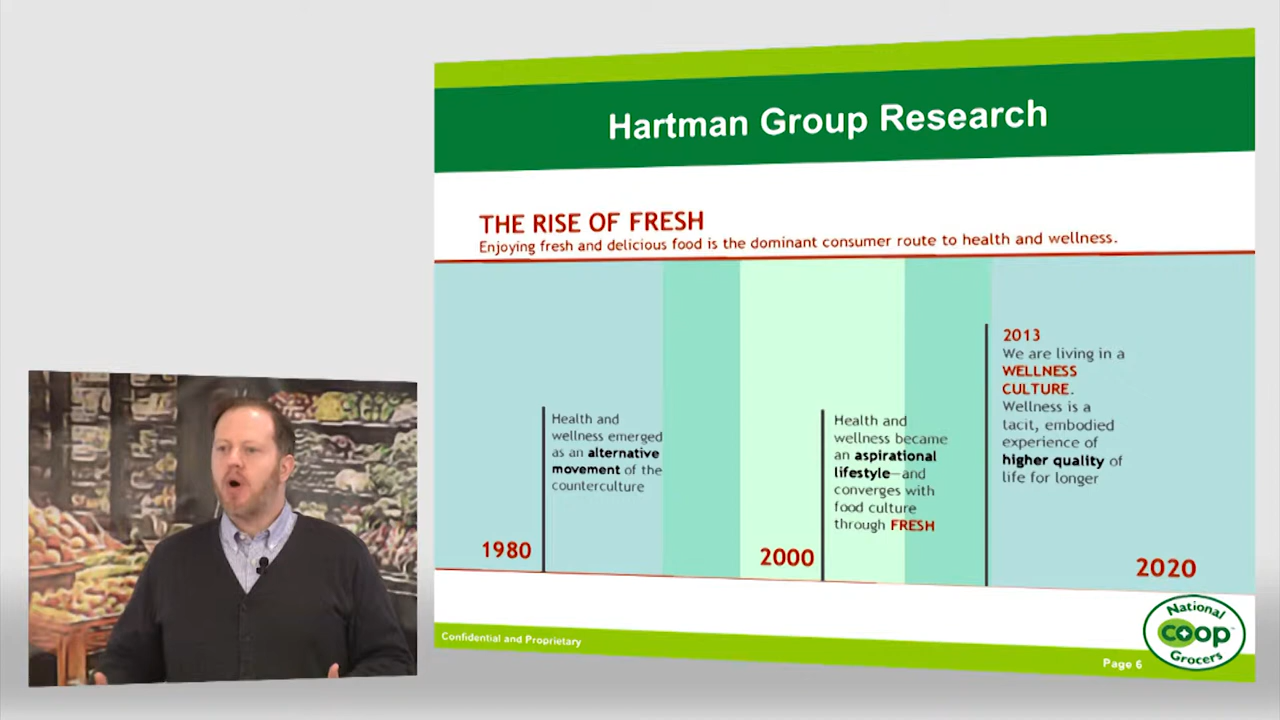 Hartman Group Research
THE RISE OF FRESH
Enjoying fresh and delicious food is the dominant consumer route to health and wellness.
1980
Health and
wellness emerged
as an alternative
movement of the
counterculture
2000
Health and
wellness became
an aspirational
lifestyle—and
converges with
food culture
through FRESH
2013
We are living in a
WELLNESS
CULTURE.
Wellness is a
tacit, embodied
experience of
higher quality of
life for longer
2020
Confidential and Proprietary
Page 6
National
coop
Grocers